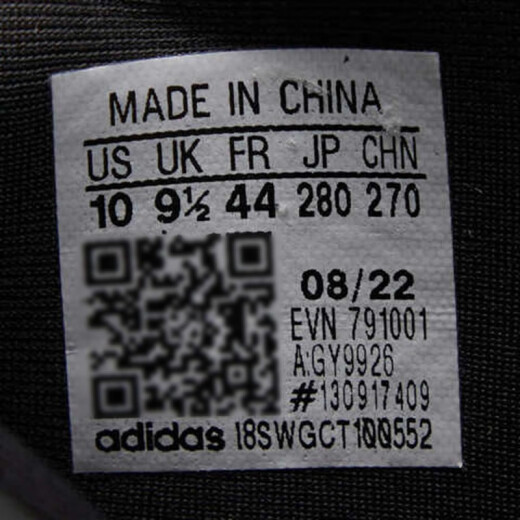 MADE IN CHINA
US UK FR JP CHN
10 9½ 44 280 270
08/22
EVN 791001
A:GY9926
#130917409
adidas I8SWGCT100552